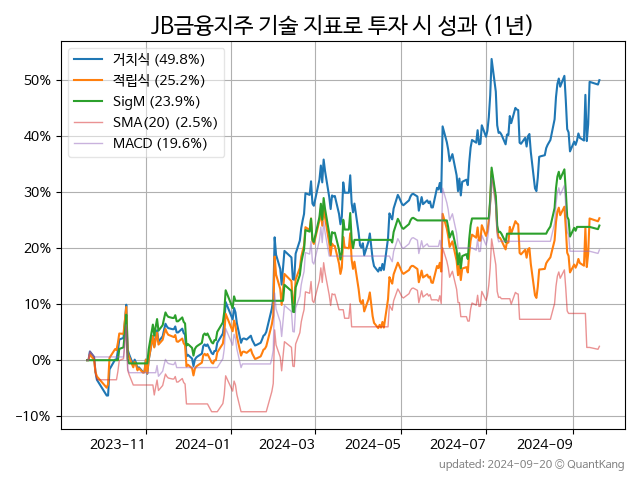 JB금융지주 기술 지표로 투자 시 성과 (1년)
거치식 (49.8%)
적립식 (25.2%)
SigM (23.9%)
SMA(20) (2.5%)
MACD (19.6%)
50%
40%
30%
20%
10%
0%
−10%
2023-11 2024-01 2024-03 2024-05 2024-07 2024-09
updated: 2024-09-20 © QuantKang